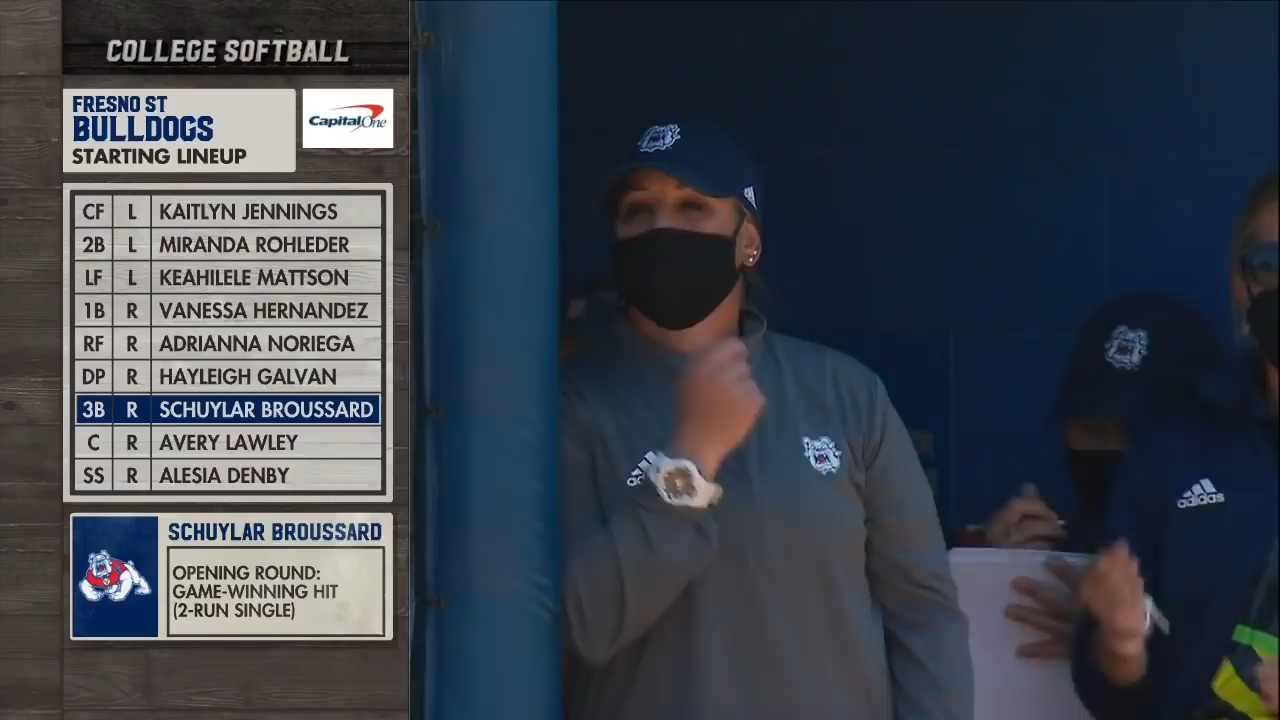 COLLEGE SOFTBALL
FRESNO ST
BULLDOGS
STARTING LINEUP
Capital One
CF L KAITLYN JENNINGS
2B L MIRANDA ROHLEDER
LF L KEAHILELE MATTSON
1B R VANESSA HERNANDEZ
RF R ADRIANNA NORIEGA
DP R HAYLEIGH GALVAN
3B R SCHUYLAR BROUSSARD
C R AVERY LAWLEY
SS R ALESIA DENBY
SCHUYLAR BROUSSARD
OPENING ROUND:
GAME-WINNING HIT
(2-RUN SINGLE)
adidas
adidas